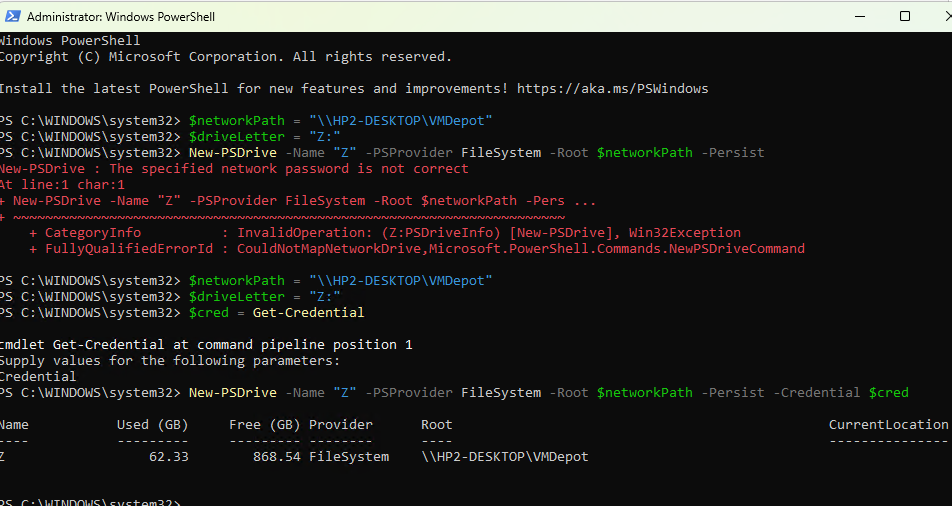 Administrator: Windows PowerShell
Windows PowerShell
Copyright (C) Microsoft Corporation. All rights reserved.
Install the latest PowerShell for new features and improvements! https://aka.ms/PSWindows
PS C:\WINDOWS\system32> $networkPath = "\\HP2-DESKTOP\VMDepot"
PS C:\WINDOWS\system32> $driveLetter = "Z:"
PS C:\WINDOWS\system32> New-PSDrive -Name "Z" -PSProvider FileSystem -Root $networkPath -Persist
New-PSDrive : The specified network password is not correct
At line:1 char:1
+ New-PSDrive -Name "Z" -PSProvider FileSystem -Root $networkPath -Pers ...
+ ~~~~~~~~~~~~~~~~~~~~~~~~~~~~~~~~~~~~~~~~~~~~~~~~~~~~~~~~~~~~~~~~~~~~~
+ CategoryInfo : InvalidOperation: (Z:PSDriveInfo) [New-PSDrive], Win32Exception
+ FullyQualifiedErrorId : CouldNotMapNetworkDrive,Microsoft.PowerShell.Commands.NewPSDriveCommand
PS C:\WINDOWS\system32> $networkPath = "\\HP2-DESKTOP\VMDepot"
PS C:\WINDOWS\system32> $driveLetter = "Z:"
PS C:\WINDOWS\system32> $cred = Get-Credential
cmdlet Get-Credential at command pipeline position 1
Supply values for the following parameters:
Credential
PS C:\WINDOWS\system32> New-PSDrive -Name "Z" -PSProvider FileSystem -Root $networkPath -Persist -Credential $cred
Name Used (GB) Free (GB) Provider Root CurrentLocation
---- --------- --------- -------- ---- ---------------
Z 62.33 868.54 FileSystem \\HP2-DESKTOP\VMDepot
PS C:\WINDOWS\system32>